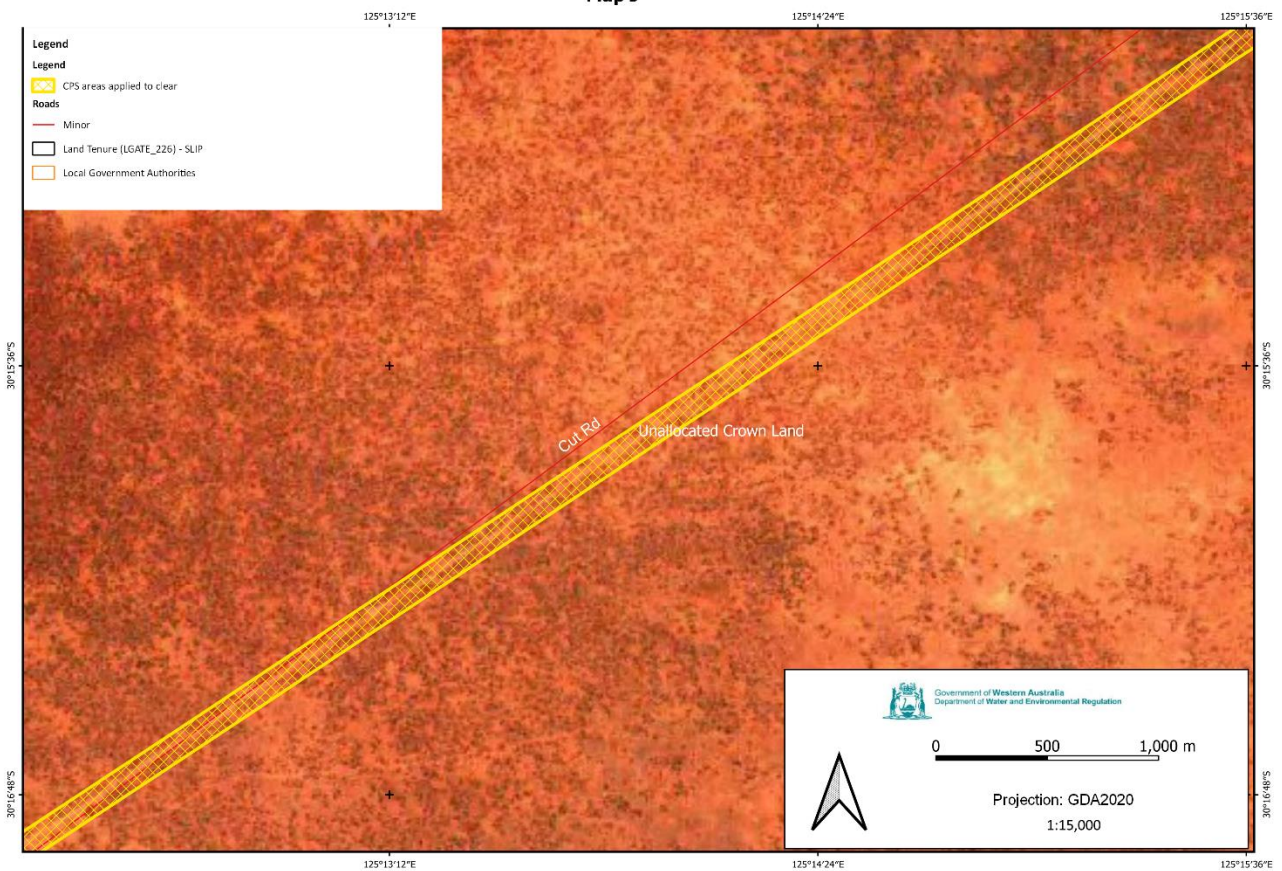 125°13'12"E
125°14'24"E
125°15'36"E
Legend
Legend
CPS areas applied to clear
Roads
Minor
Land Tenure (LGATE_226) - SLIP
Local Government Authorities
30°15'36"S
30°15'36"S
Cut Rd
Unallocated Crown Land
Government of Western Australia
Department of Water and Environmental Regulation
0 500 1,000 m
Projection: GDA2020
1:15,000
30°16'48"S
30°16'48"S
125°13'12"E
125°14'24"E
125°15'36"E